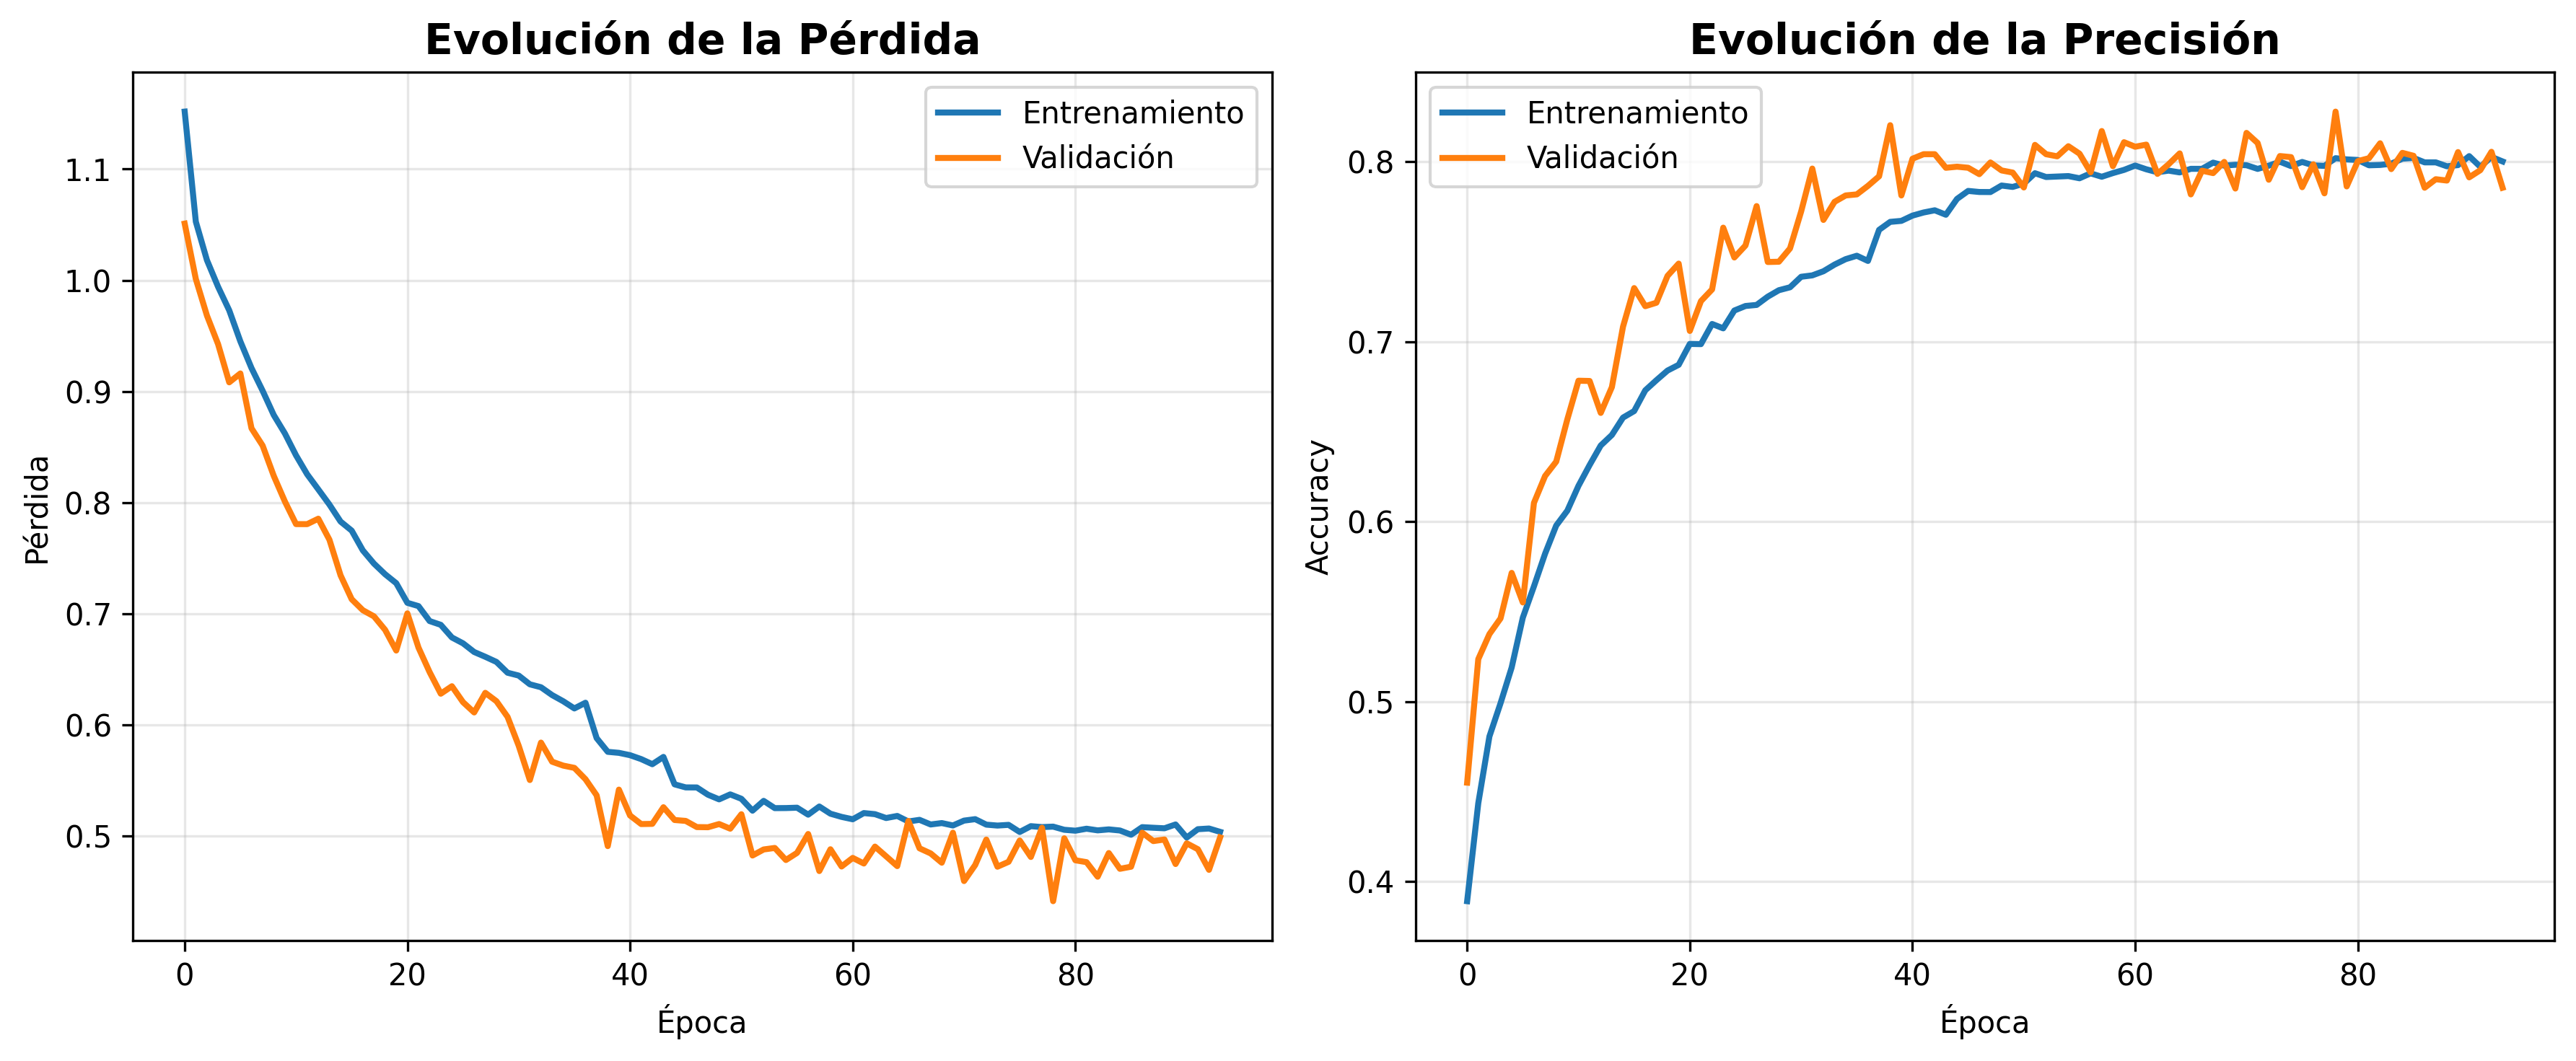 Evolución de la Pérdida
Entrenamiento
Validación
1.1
1.0
0.9
0.8
0.7
0.6
0.5
Pérdida
0 20 40 60 80
Época
Evolución de la Precisión
Entrenamiento
Validación
0.8
0.7
0.6
0.5
0.4
Accuracy
0 20 40 60 80
Época